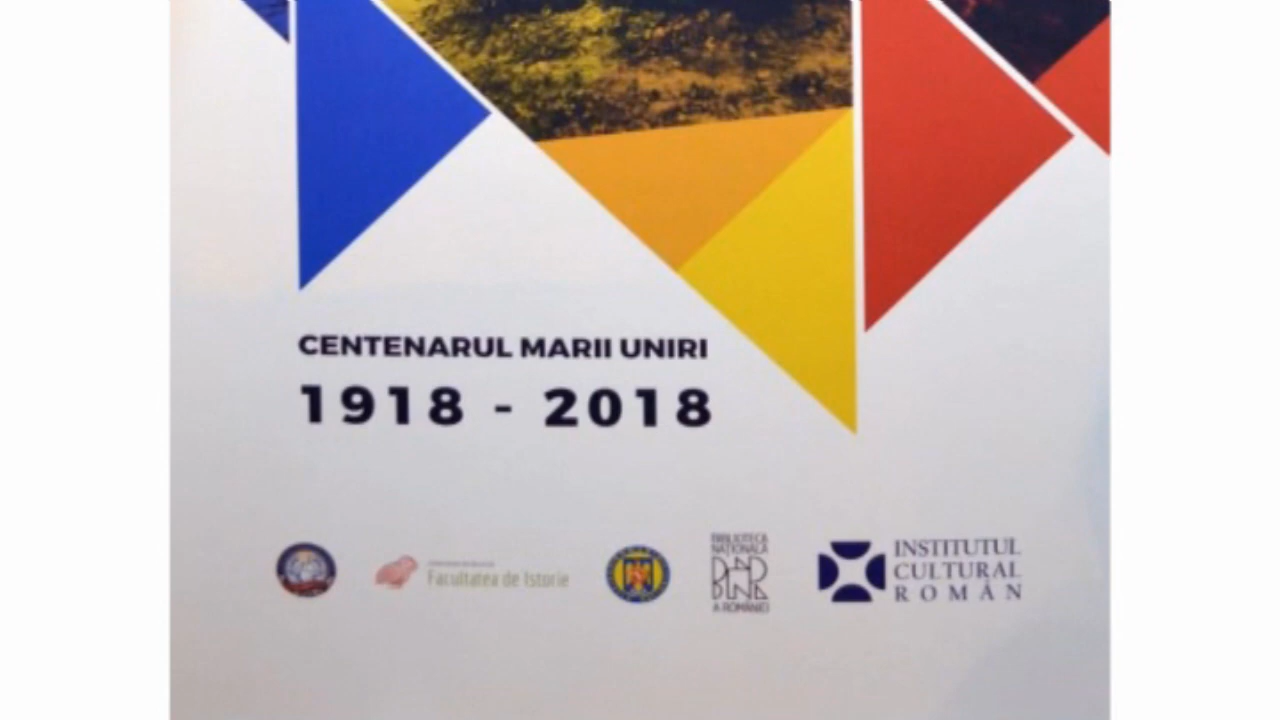 CENTENARUL MARII UNIRI
1918 - 2018
Facultatea de Istorie
BIBLIOTECA
NAȚIONALĂ
A ROMÂNIEI
INSTITUTUL
CULTURAL
ROMÂN